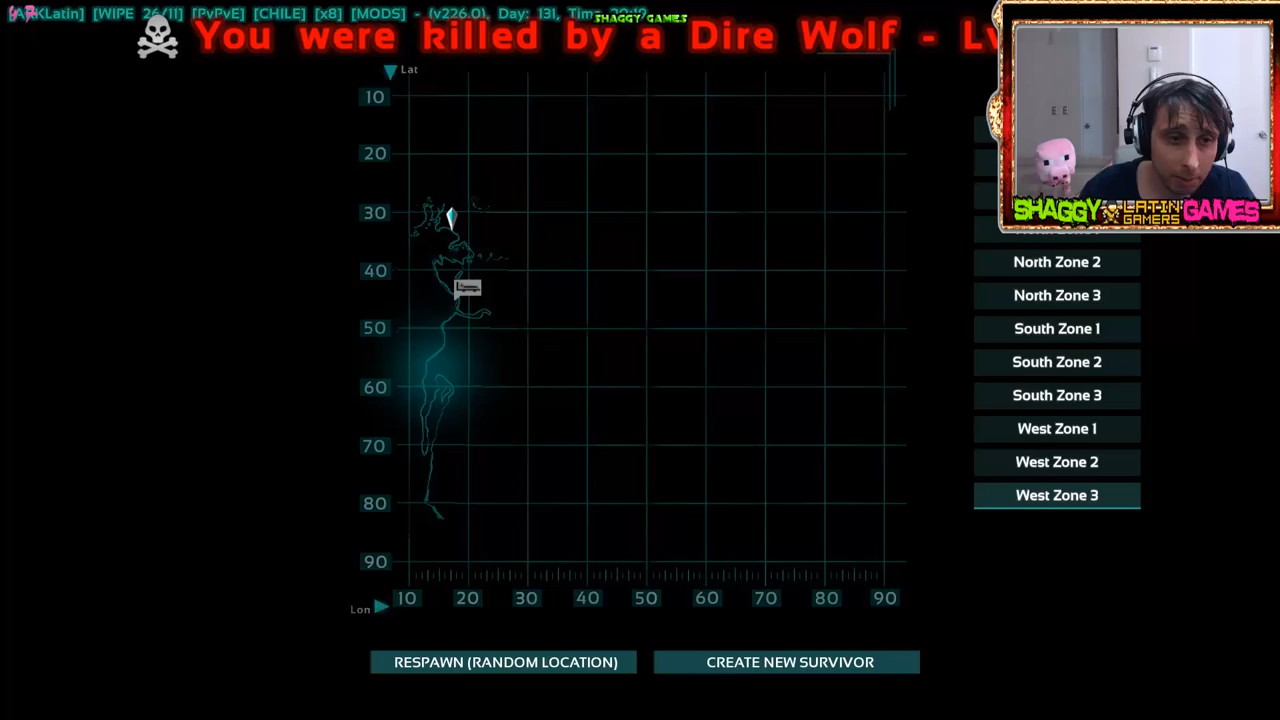 [ARKLatin] [WIPE 26/11] [PyPvE] [CHILE] [x8] [MODS] - (v226.0), Day: 131, Time:
SHAGGY GAMES
You were killed by a Dire Wolf - Lv
Lat
10
20
30
40
50
60
70
80
90
Lon
10 20 30 40 50 60 70 80 90
SHAGGY LATIN GAMERS GAMES
North Zone 2
North Zone 3
South Zone 1
South Zone 2
South Zone 3
West Zone 1
West Zone 2
West Zone 3
RESPAWN (RANDOM LOCATION)
CREATE NEW SURVIVOR